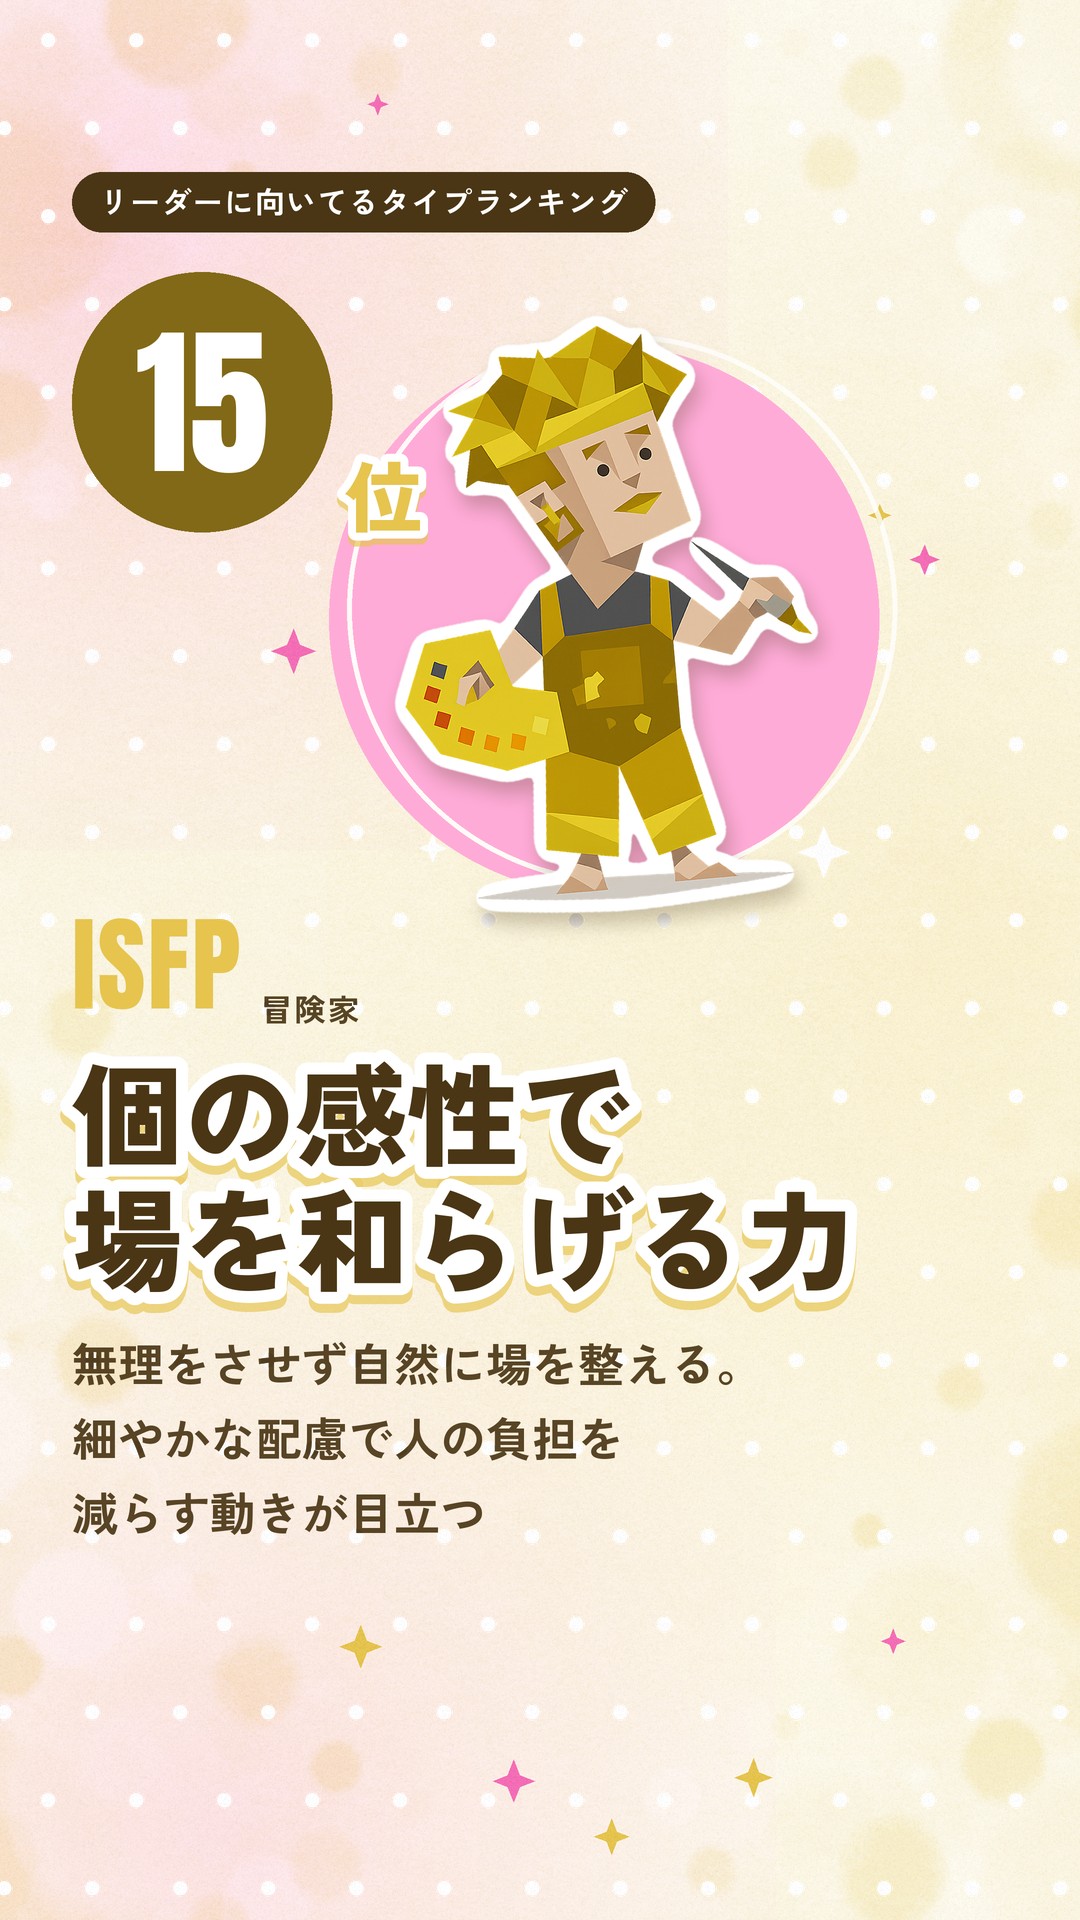 リーダーに向いてるタイプランキング
15
位
ISFP
冒険家
個の感性で
場を和らげる力
無理をさせず自然に場を整える。
細やかな配慮で人の負担を
減らす動きが目立つ